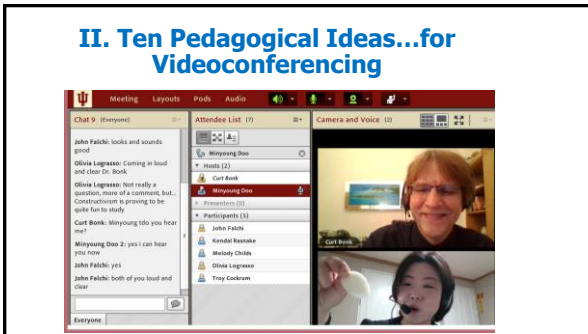 II. Ten Pedagogical Ideas...for
Videoconferencing
Meeting Layouts Pods Audio
Chat 9 (Everyone)
John Falchi: looks and sounds
good
Olivia Lograsso: Coming in loud
and clear Dr. Bonk
Olivia Lograsso: Not really a
question, more of a comment, but...
Constructivism is proving to be
quite fun to study
Curt Bonk: Minyoung tdo you hear
me?
Minyoung Doo 2: yes I can hear
you now
John Falchi: yes
John Falchi: both of you loud and
clear
Everyone
Attendee List (7)
Minyoung Doo
Hosts (2)
Curt Bonk
Minyoung Doo
Presenters (0)
Participants (5)
John Falchi
Kendal Rasnake
Melody Childs
Olivia Lograsso
Troy Cockrum
Camera and Voice (2)
Curt Bonk
Minyoung Doo